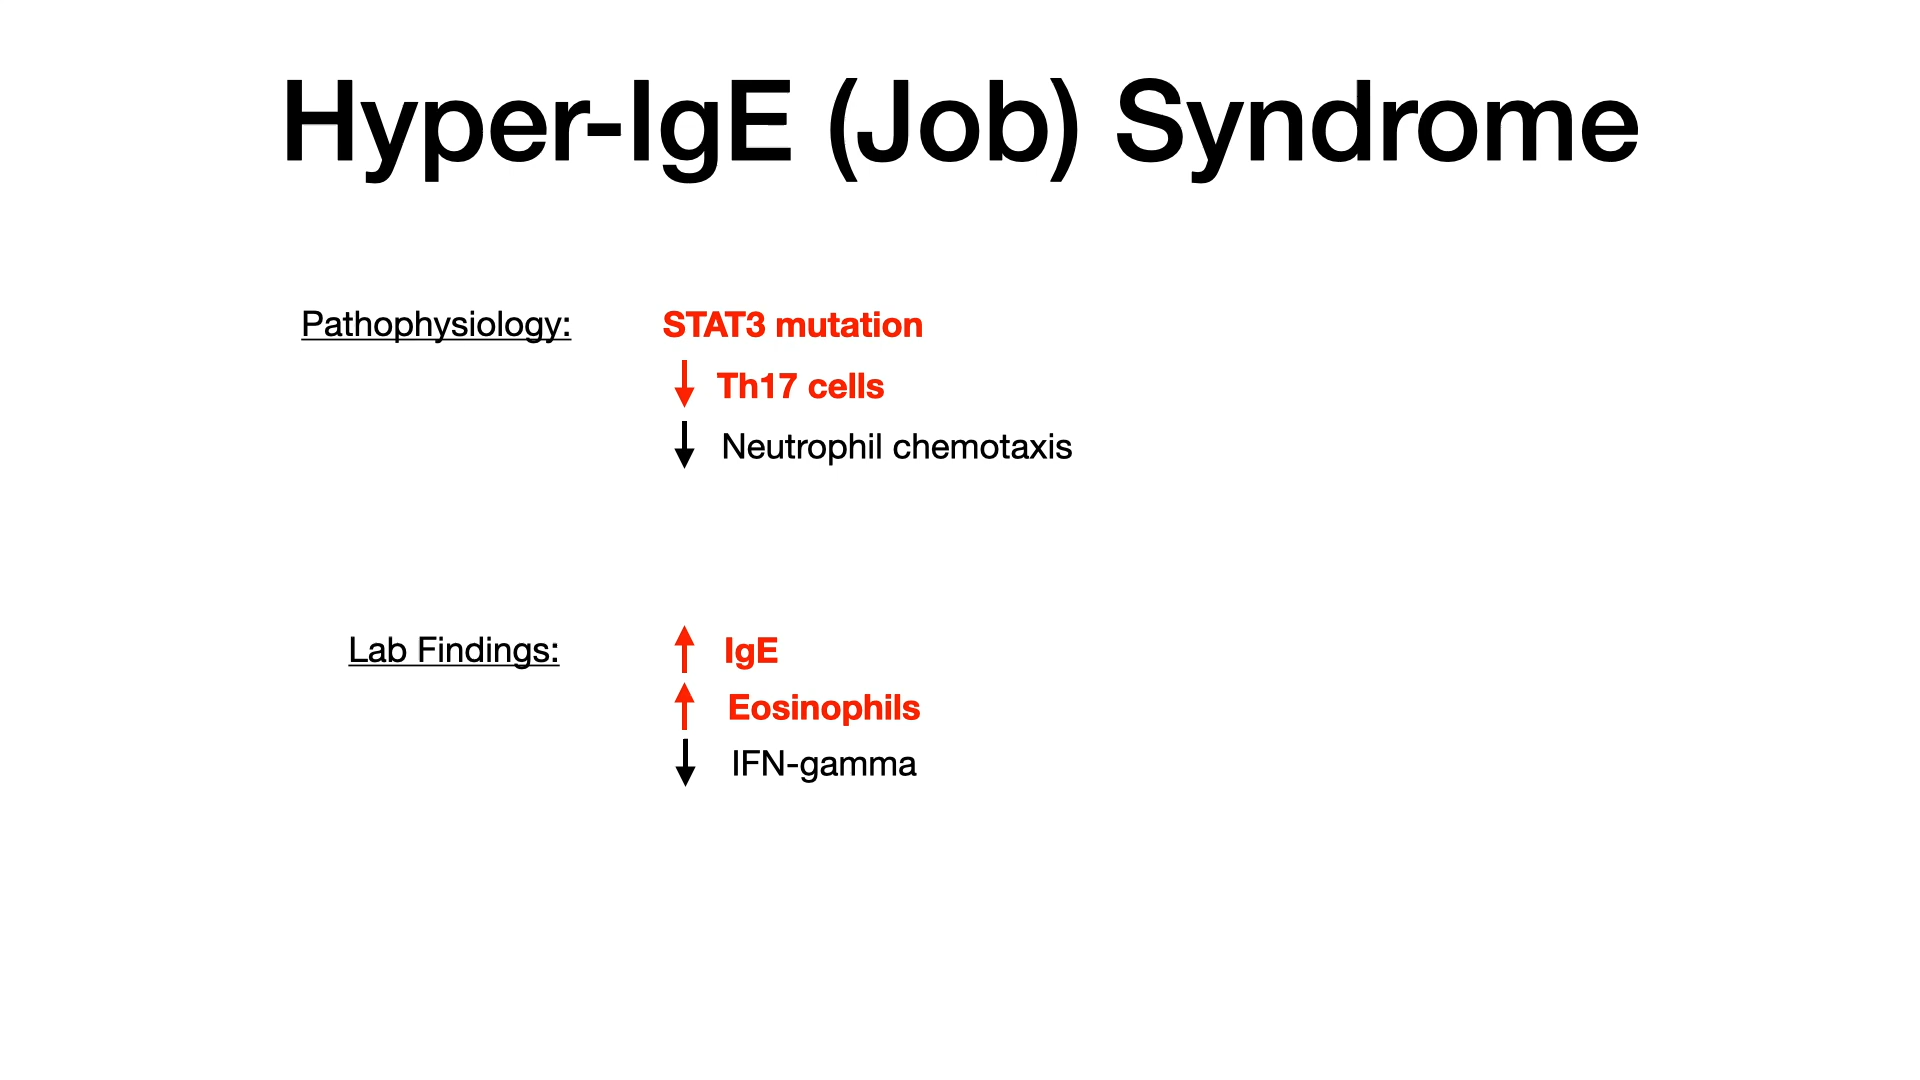 Hyper-IgE (Job) Syndrome
Pathophysiology: STAT3 mutation
↓ Th17 cells
↓ Neutrophil chemotaxis
Lab Findings: ↑ IgE
↑ Eosinophils
↓ IFN-gamma